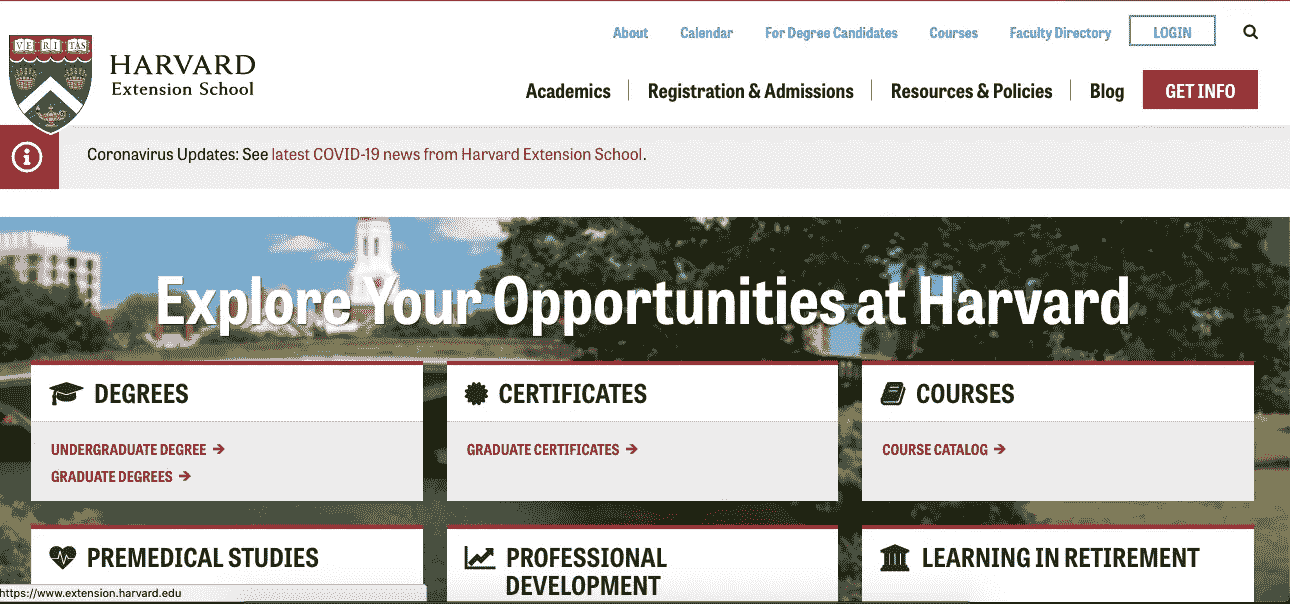 About Calendar For Degree Candidates Courses Faculty Directory LOGIN
VE RI TAS
HARVARD
Extension School
Academics Registration & Admissions Resources & Policies Blog GET INFO
Coronavirus Updates: See latest COVID-19 news from Harvard Extension School.
Explore Your Opportunities at Harvard
DEGREES
UNDERGRADUATE DEGREE
GRADUATE DEGREES
CERTIFICATES
GRADUATE CERTIFICATES
COURSES
COURSE CATALOG
PREMEDICAL STUDIES
PROFESSIONAL
DEVELOPMENT
LEARNING IN RETIREMENT
https://www.extension.harvard.edu